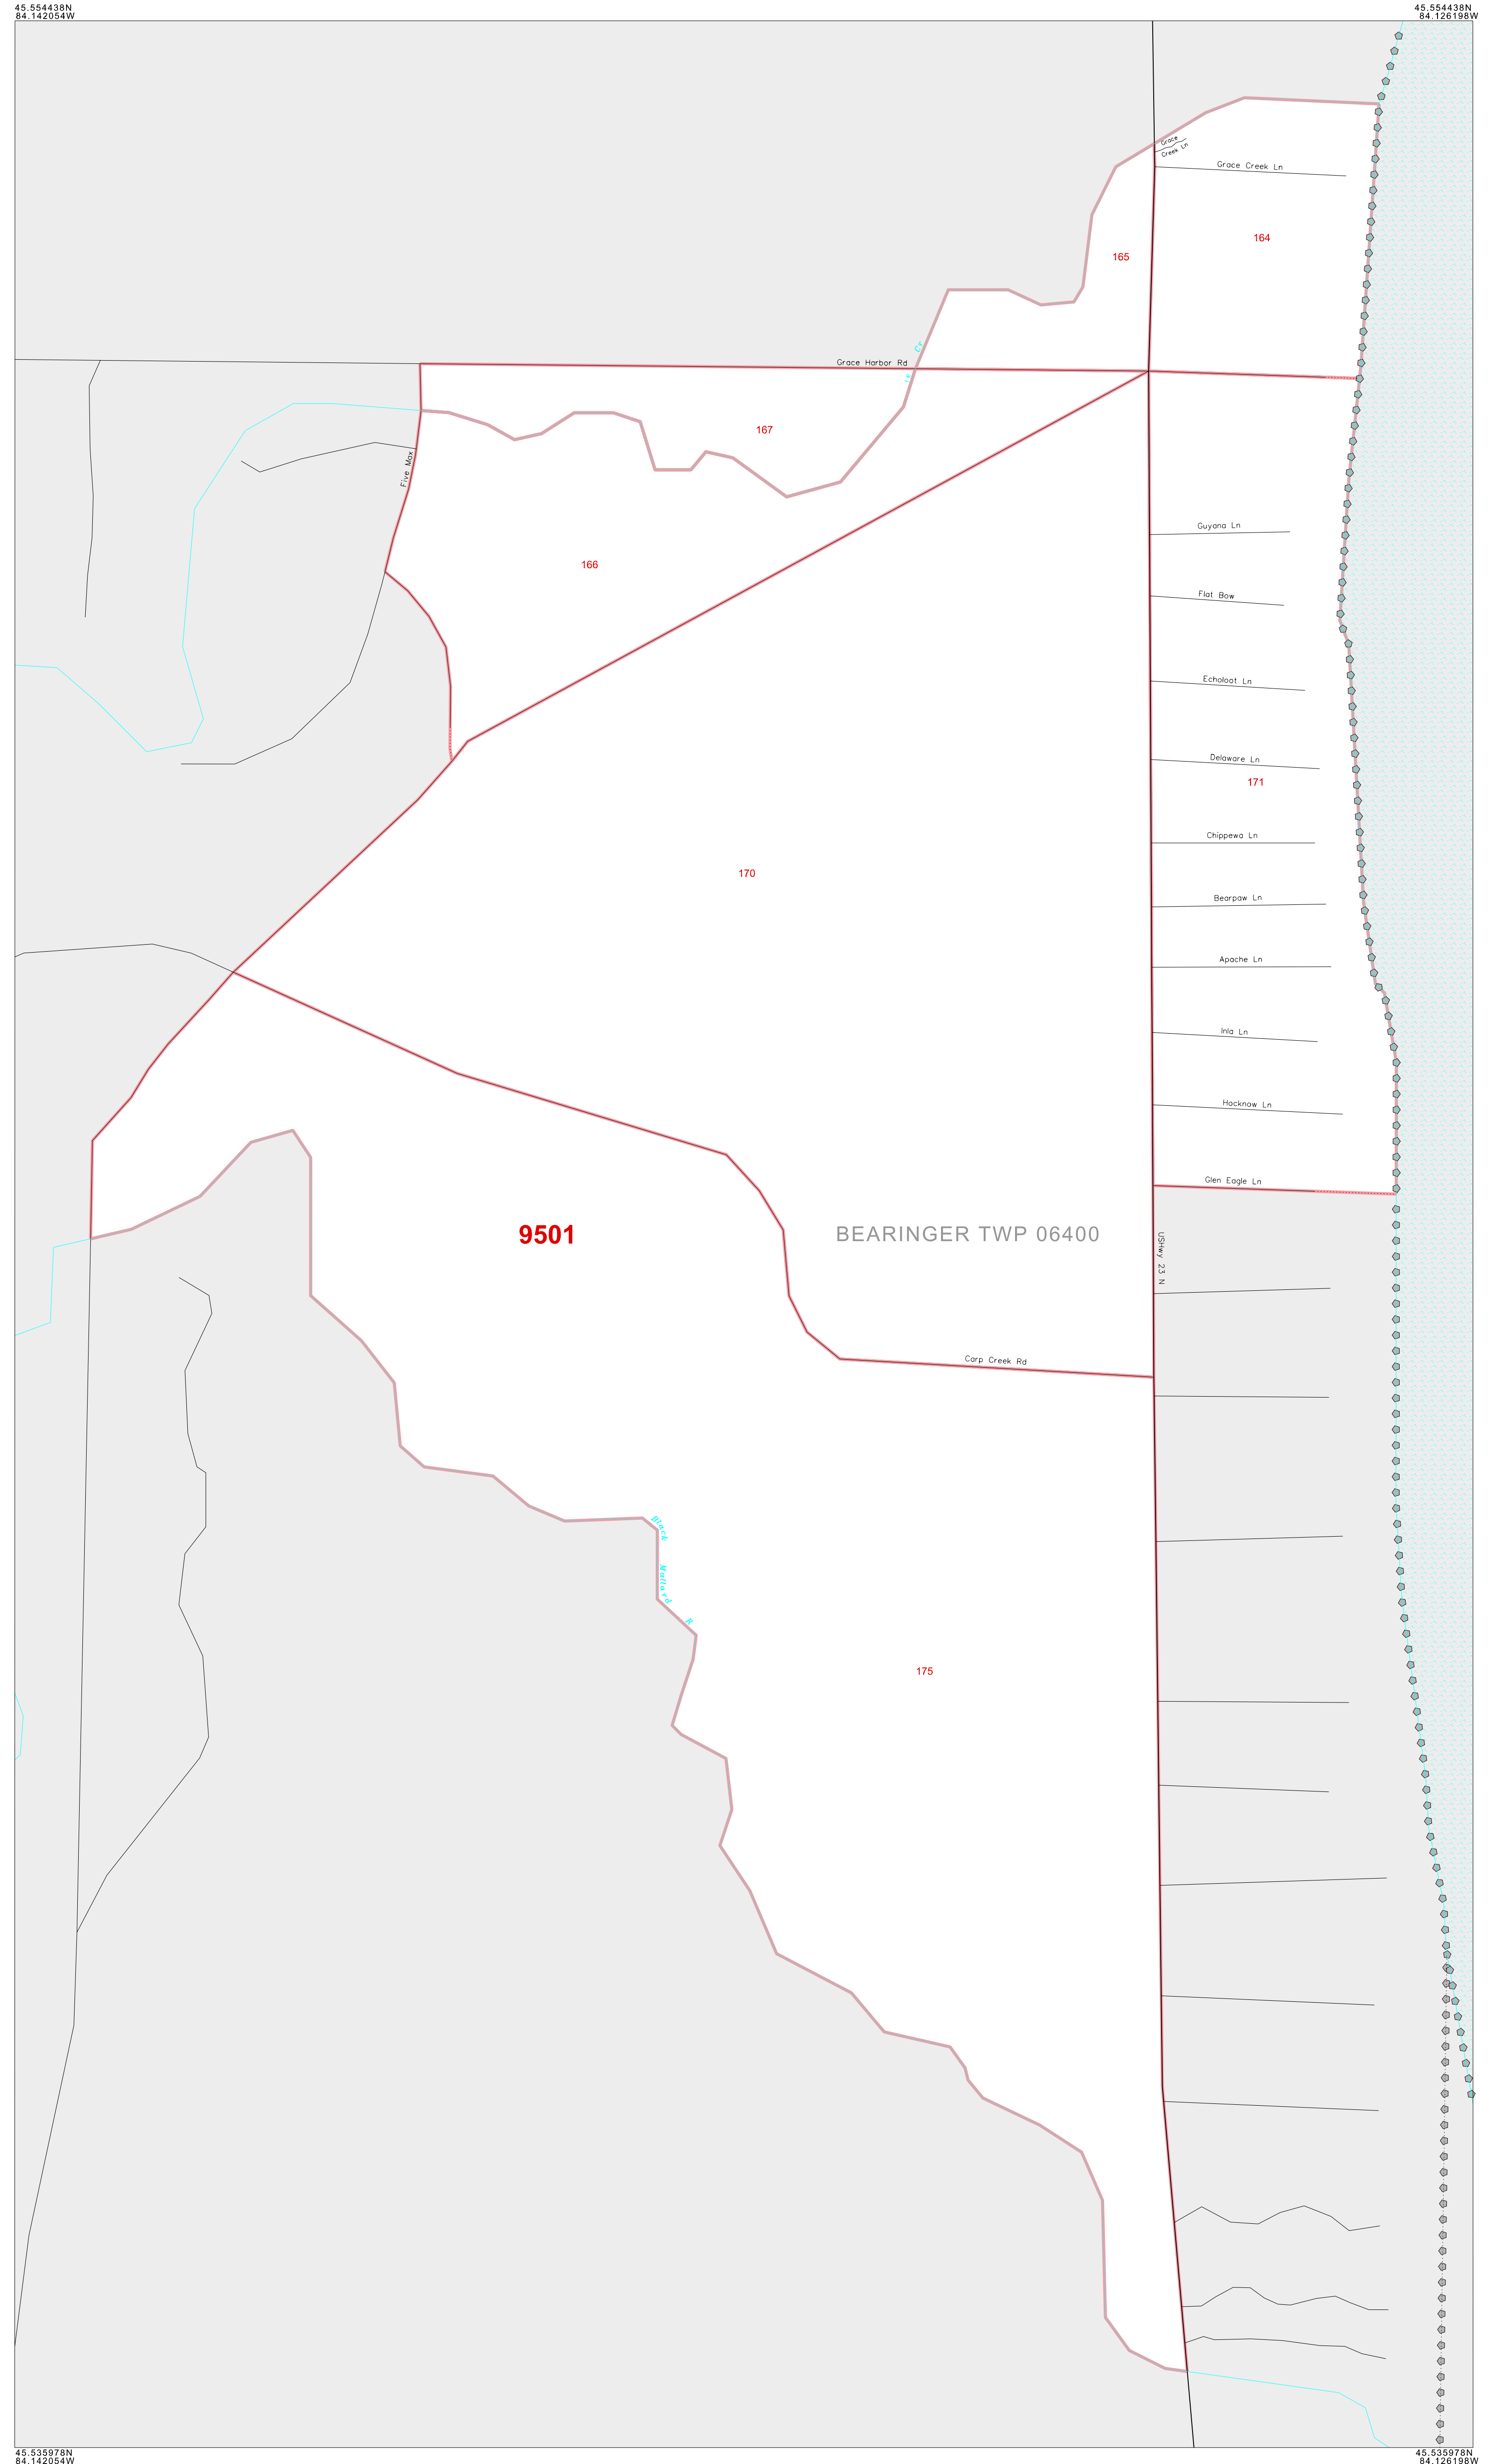 45.554438N
84.142054W
45.554438N
84.126198W
Grace
Creek Ln
Grace Creek Ln
164
165
Cr
Grace Harbor Rd
167
Five Max
Guyana Ln
166
Flat Bow
Echoloot Ln
Delaware Ln
171
Chippewa Ln
170
Bearpaw Ln
Apache Ln
Inla Ln
Hacknow Ln
Glen Eagle Ln
9501
BEARINGER TWP 06400
USHwy 23 N
Carp Creek Rd
Black
Mallard
R
175
45.535978N
84.142054W
45.535978N
84.126198W